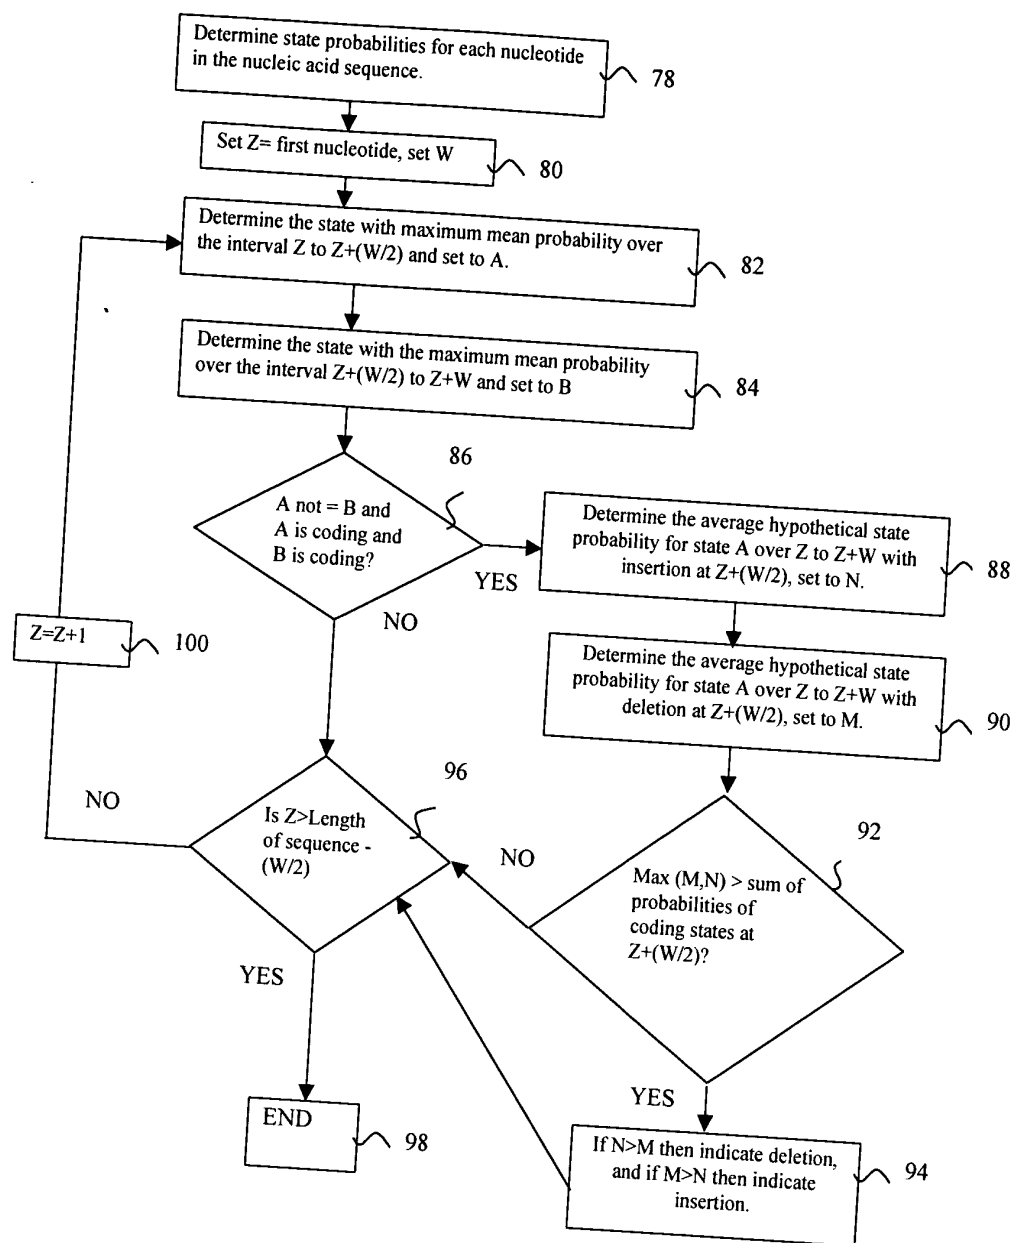 Determine state probabilities for each nucleotide
in the nucleic acid sequence.
78
Set Z= first nucleotide, set W
80
Determine the state with maximum mean probability over
the interval Z to Z+(W/2) and set to A.
82
Determine the state with the maximum mean probability
over the interval Z+(W/2) to Z+W and set to B
84
86
A not = B and
A is coding and
B is coding?
YES
NO
Determine the average hypothetical state
probability for state A over Z to Z+W with
insertion at Z+(W/2), set to N.
88
Z=Z+1
100
Determine the average hypothetical state
probability for state A over Z to Z+W with
deletion at Z+(W/2), set to M.
90
96
Is Z>Length
of sequence -
(W/2)
NO
YES
NO
92
Max (M,N) > sum of
probabilities of
coding states at
Z+(W/2)?
YES
END
98
If N>M then indicate deletion,
and if M>N then indicate
insertion.
94